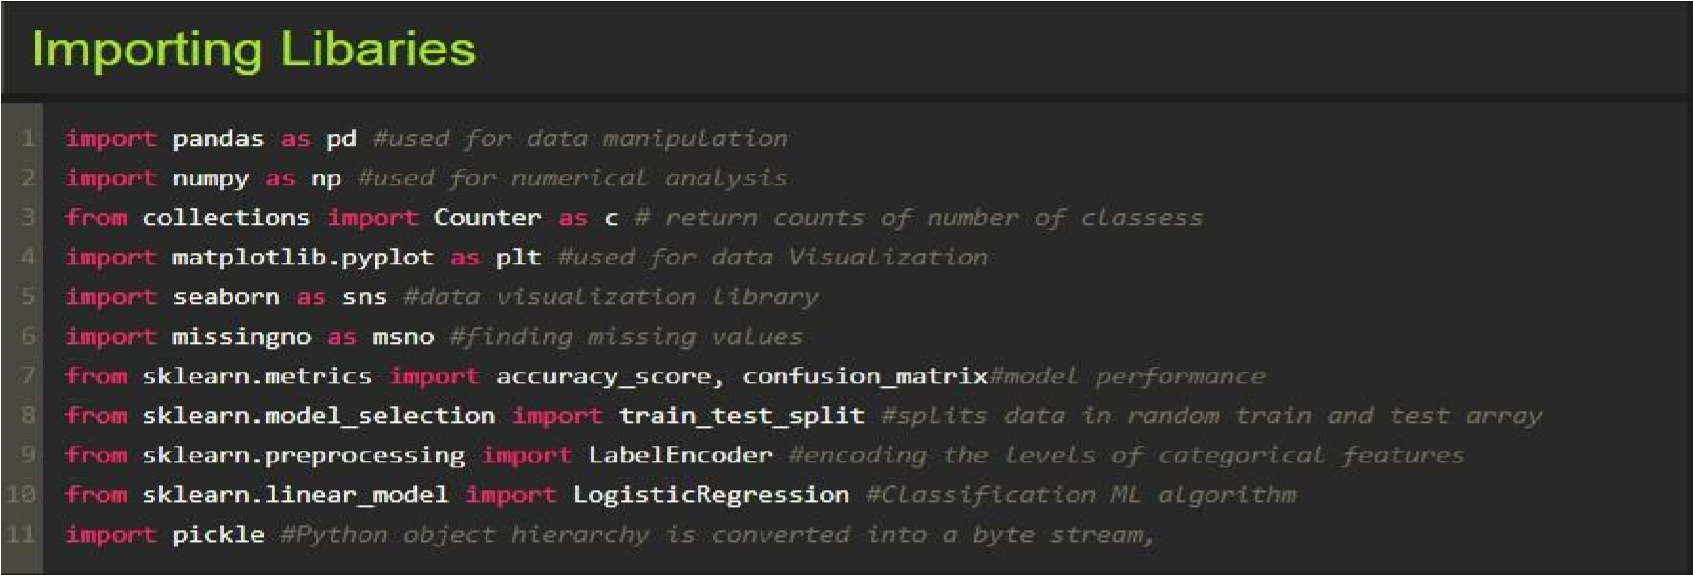 Importing Libaries
1 import pandas as pd #used for data manipulation
2 import numpy as np #used for numerical analysis
3 from collections import Counter as c # return counts of number of classess
4 import matplotlib.pyplot as plt #used for data Visualization
5 import seaborn as sns #data visualization library
6 import missingno as msno #finding missing values
7 from sklearn.metrics import accuracy_score, confusion_matrix#model performance
8 from sklearn.model_selection import train_test_split #splits data in random train and test array
9 from sklearn.preprocessing import LabelEncoder #encoding the levels of categorical features
10 from sklearn.linear_model import LogisticRegression #Classification ML algorithm
11 import pickle #Python object hierarchy is converted into a byte stream,